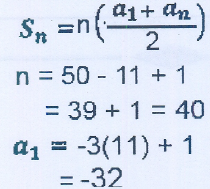 Sₙ = n(a₁ + aₙ / 2)
n = 50 - 11 + 1
= 39 + 1 = 40
a₁ = -3(11) + 1
= -32